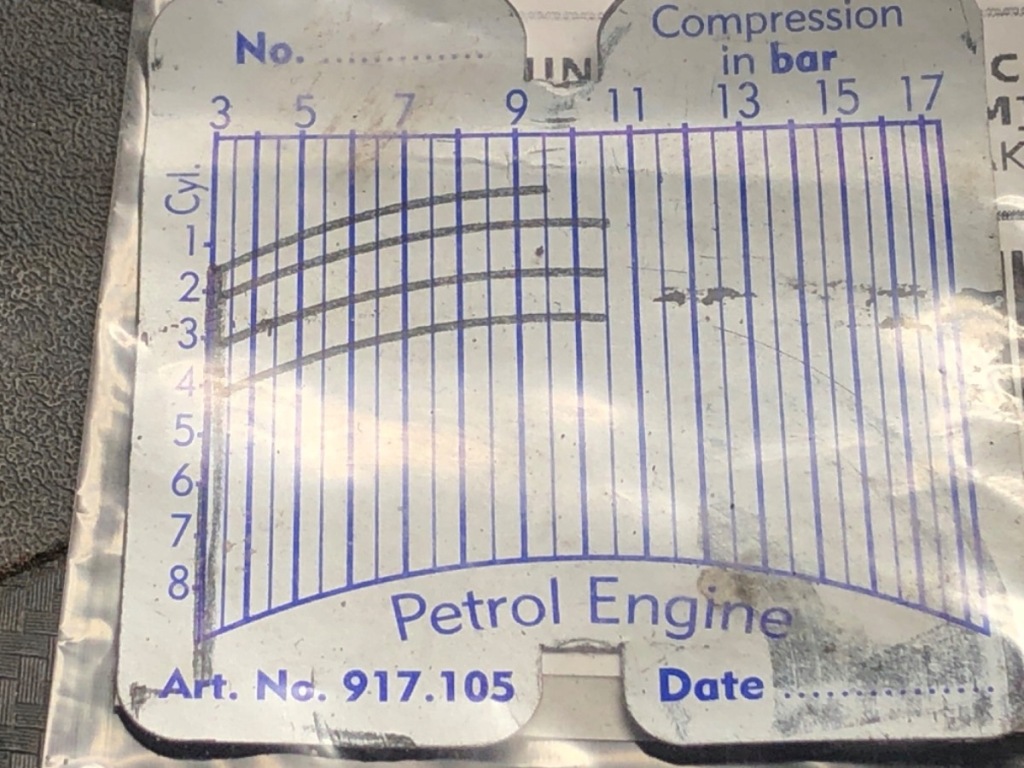 Compression
No. ..................
in bar
3 5 7 9 11 13 15 17
Cyl.
1
2
3
4
5
6
7
8
Petrol Engine
Art. No. 917.105
Date ........................